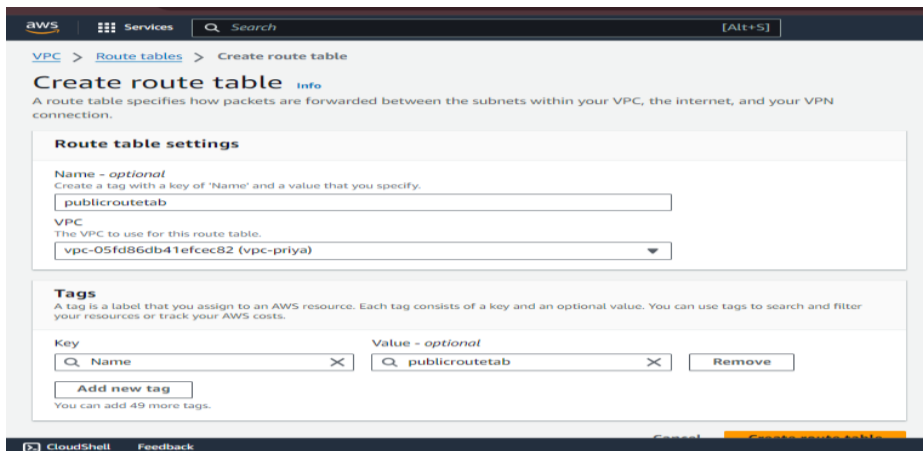 aws Services Search [Alt+S]
VPC > Route tables > Create route table
Create route table Info
A route table specifies how packets are forwarded between the subnets within your VPC, the internet, and your VPN
connection.
Route table settings
Name - optional
Create a tag with a key of 'Name' and a value that you specify.
publicroutetab
VPC
The VPC to use for this route table.
vpc-05fd86db41efcec82 (vpc-priya)
Tags
A tag is a label that you assign to an AWS resource. Each tag consists of a key and an optional value. You can use tags to search and filter
your resources or track your AWS costs.
Key Value - optional
Name publicroutetab Remove
Add new tag
You can add 49 more tags.
Cancel Create route table
CloudShell Feedback